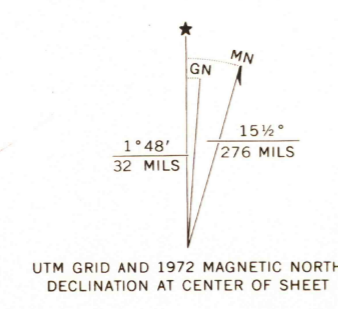 MN
GN
1°48'
32 MILS
15½°
276 MILS
UTM GRID AND 1972 MAGNETIC NORTH
DECLINATION AT CENTER OF SHEET